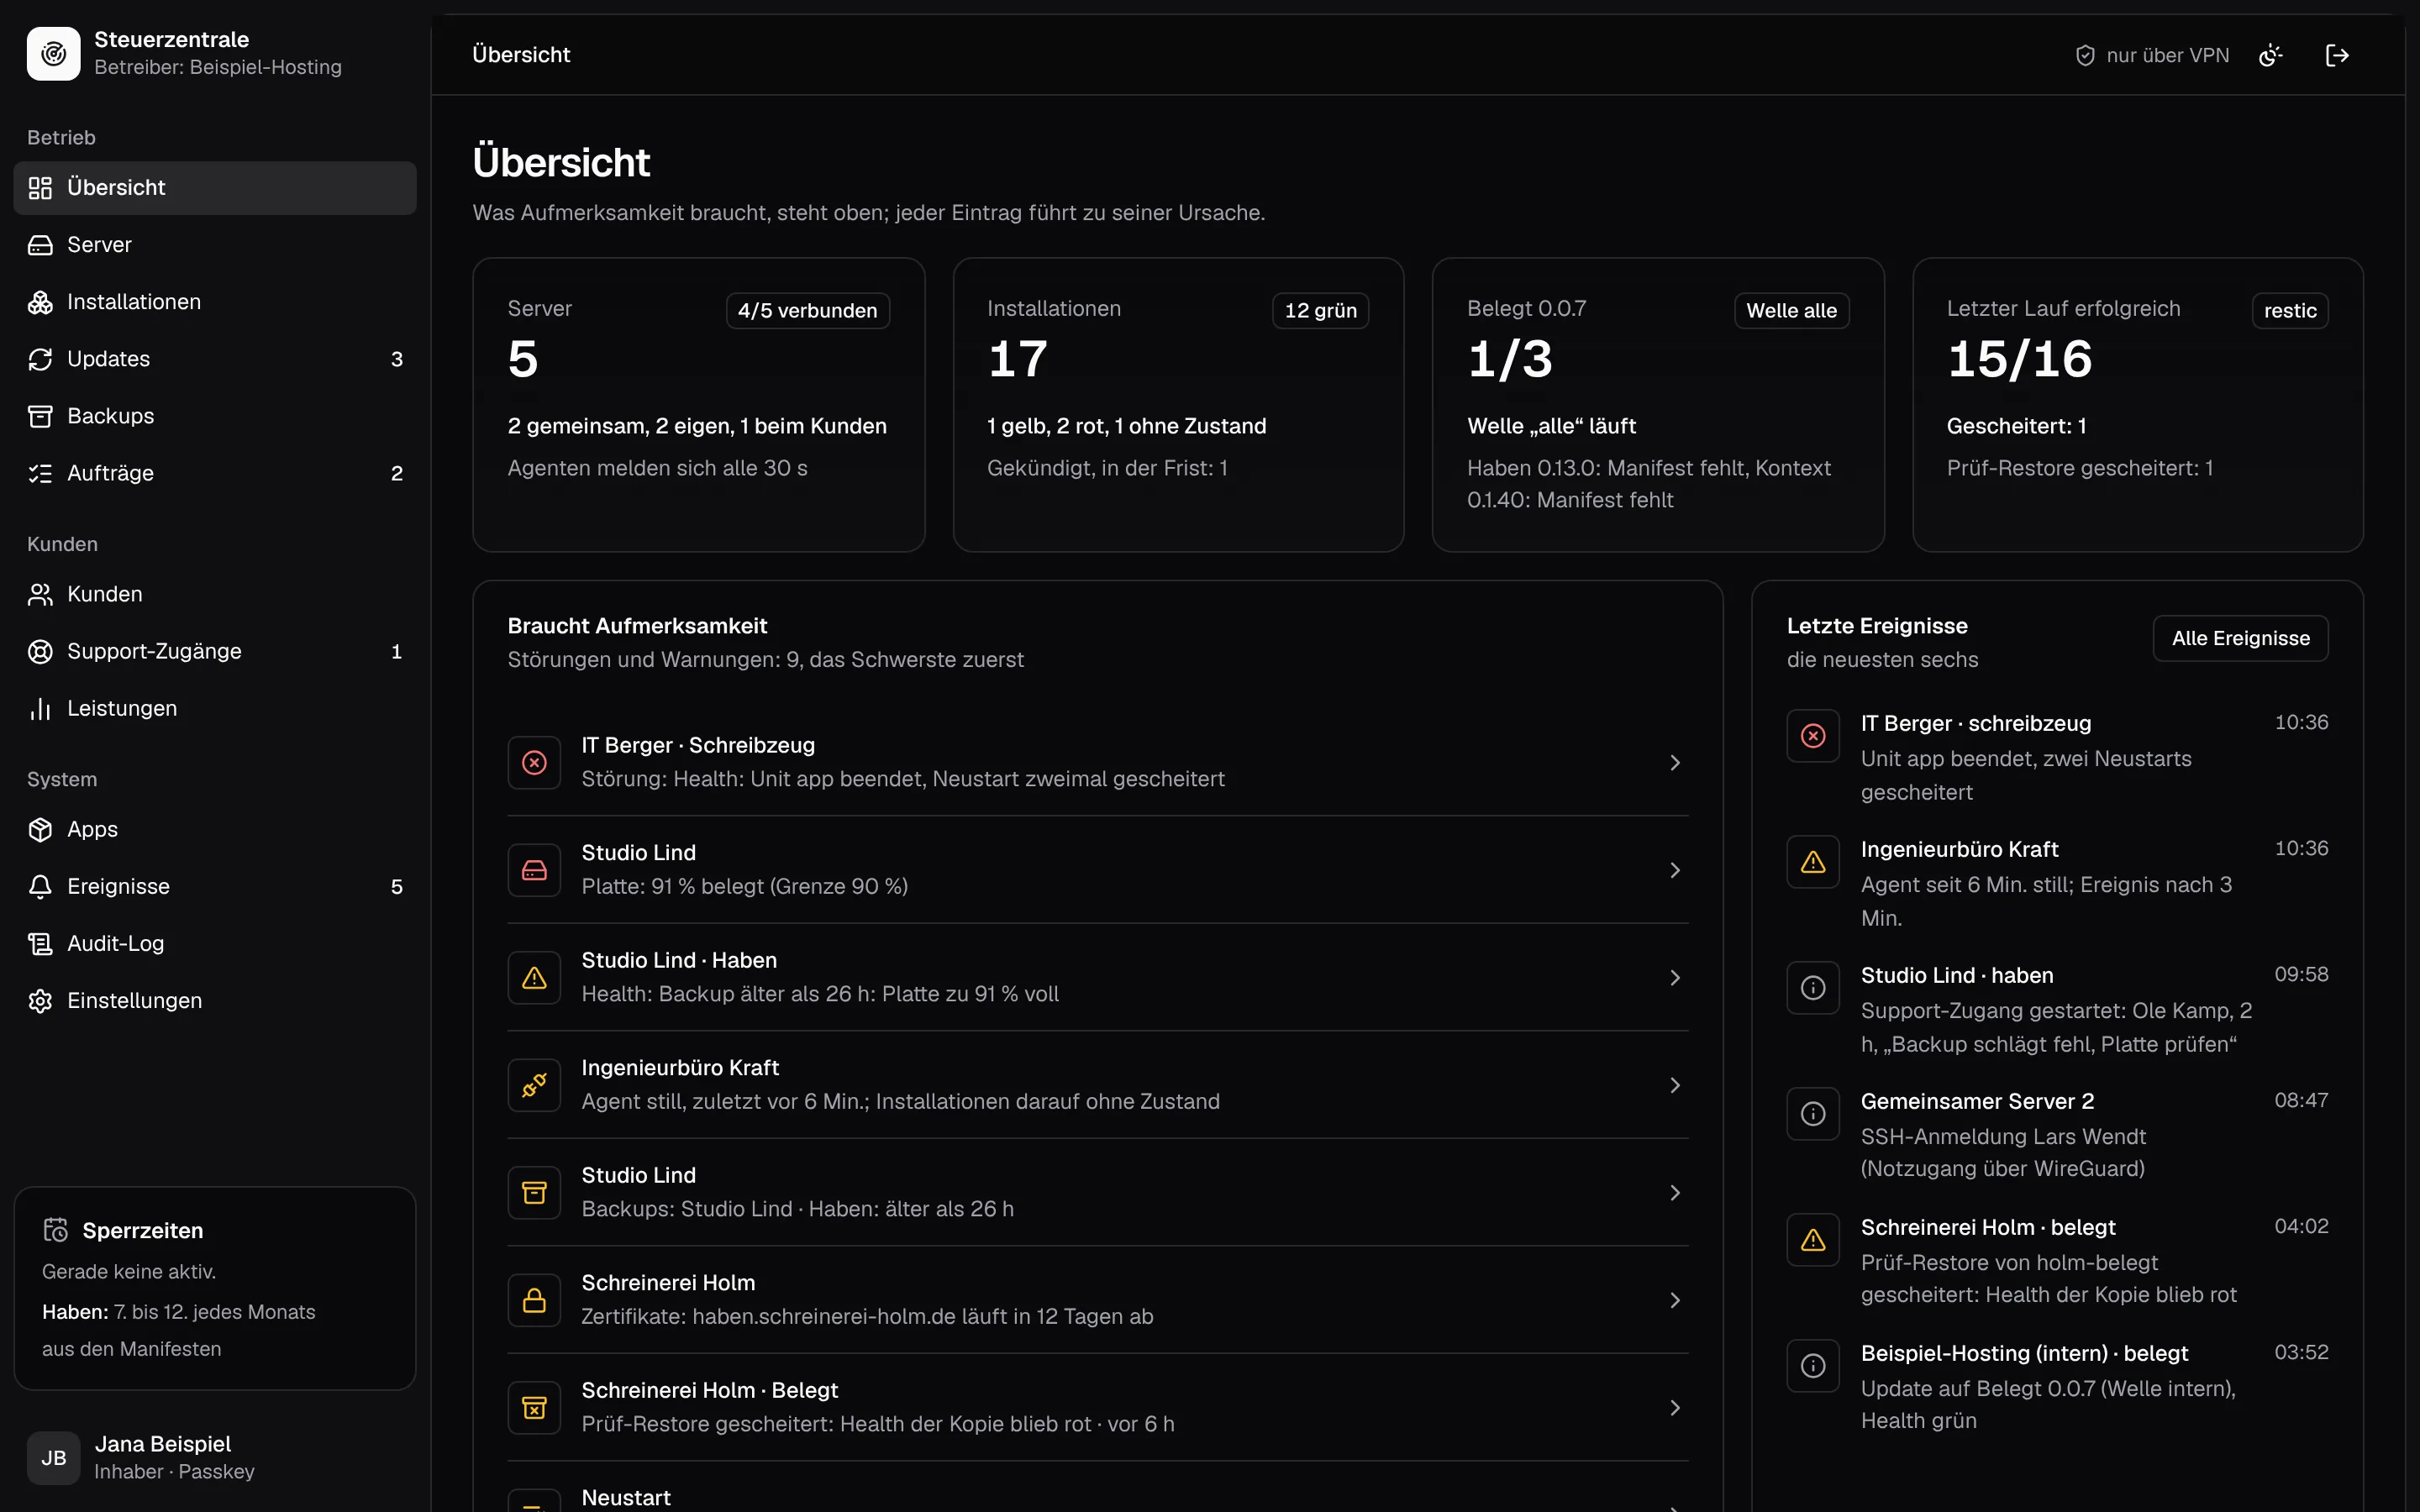 Steuerzentrale
Betreiber: Beispiel-Hosting
Betrieb
Übersicht
Server
Installationen
Updates 3
Backups
Aufträge 2
Kunden
Kunden
Support-Zugänge 1
Leistungen
System
Apps
Ereignisse 5
Audit-Log
Einstellungen
Sperrzeiten
Gerade keine aktiv.
Haben: 7. bis 12. jedes Monats
aus den Manifesten
JB
Jana Beispiel
Inhaber · Passkey
Übersicht
nur über VPN
Übersicht
Was Aufmerksamkeit braucht, steht oben; jeder Eintrag führt zu seiner Ursache.
Server
4/5 verbunden
5
2 gemeinsam, 2 eigen, 1 beim Kunden
Agenten melden sich alle 30 s
Installationen
12 grün
17
1 gelb, 2 rot, 1 ohne Zustand
Gekündigt, in der Frist: 1
Belegt 0.0.7
Welle alle
1/3
Welle „alle“ läuft
Haben 0.13.0: Manifest fehlt, Kontext
0.1.40: Manifest fehlt
Letzter Lauf erfolgreich
restic
15/16
Gescheitert: 1
Prüf-Restore gescheitert: 1
Braucht Aufmerksamkeit
Störungen und Warnungen: 9, das Schwerste zuerst
IT Berger · Schreibzeug
Störung: Health: Unit app beendet, Neustart zweimal gescheitert
Studio Lind
Platte: 91 % belegt (Grenze 90 %)
Studio Lind · Haben
Health: Backup älter als 26 h: Platte zu 91 % voll
Ingenieurbüro Kraft
Agent still, zuletzt vor 6 Min.; Installationen darauf ohne Zustand
Studio Lind
Backups: Studio Lind · Haben: älter als 26 h
Schreinerei Holm
Zertifikate: haben.schreinerei-holm.de läuft in 12 Tagen ab
Schreinerei Holm · Belegt
Prüf-Restore gescheitert: Health der Kopie blieb rot · vor 6 h
Neustart
Letzte Ereignisse
die neuesten sechs
Alle Ereignisse
IT Berger · schreibzeug 10:36
Unit app beendet, zwei Neustarts
gescheitert
Ingenieurbüro Kraft 10:36
Agent seit 6 Min. still; Ereignis nach 3
Min.
Studio Lind · haben 09:58
Support-Zugang gestartet: Ole Kamp, 2
h, „Backup schlägt fehl, Platte prüfen“
Gemeinsamer Server 2 08:47
SSH-Anmeldung Lars Wendt
(Notzugang über WireGuard)
Schreinerei Holm · belegt 04:02
Prüf-Restore von holm-belegt
gescheitert: Health der Kopie blieb rot
Beispiel-Hosting (intern) · belegt 03:52
Update auf Belegt 0.0.7 (Welle intern),
Health grün